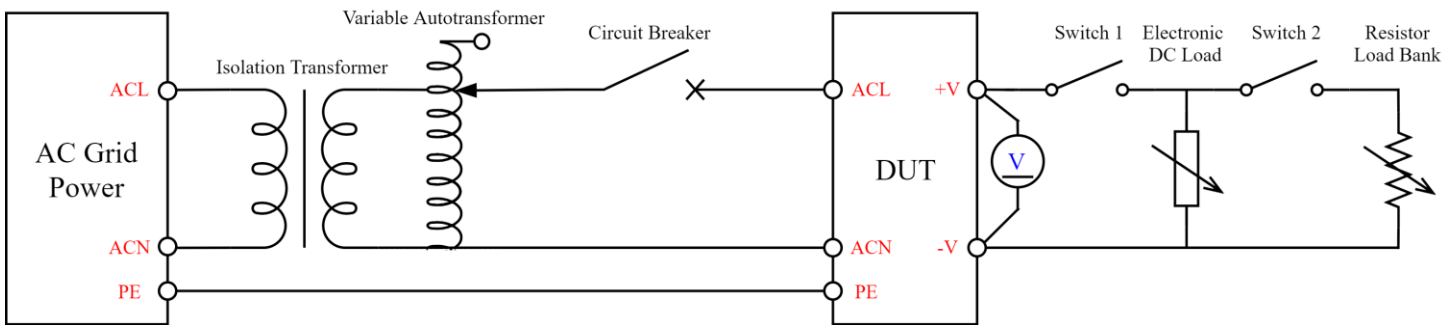 Variable Autotransformer
Isolation Transformer
Circuit Breaker
Switch 1
Electronic
DC Load
Switch 2
Resistor
Load Bank
AC Grid
Power
ACL
ACN
PE
ACL
ACN
PE
DUT
+V
-V
V